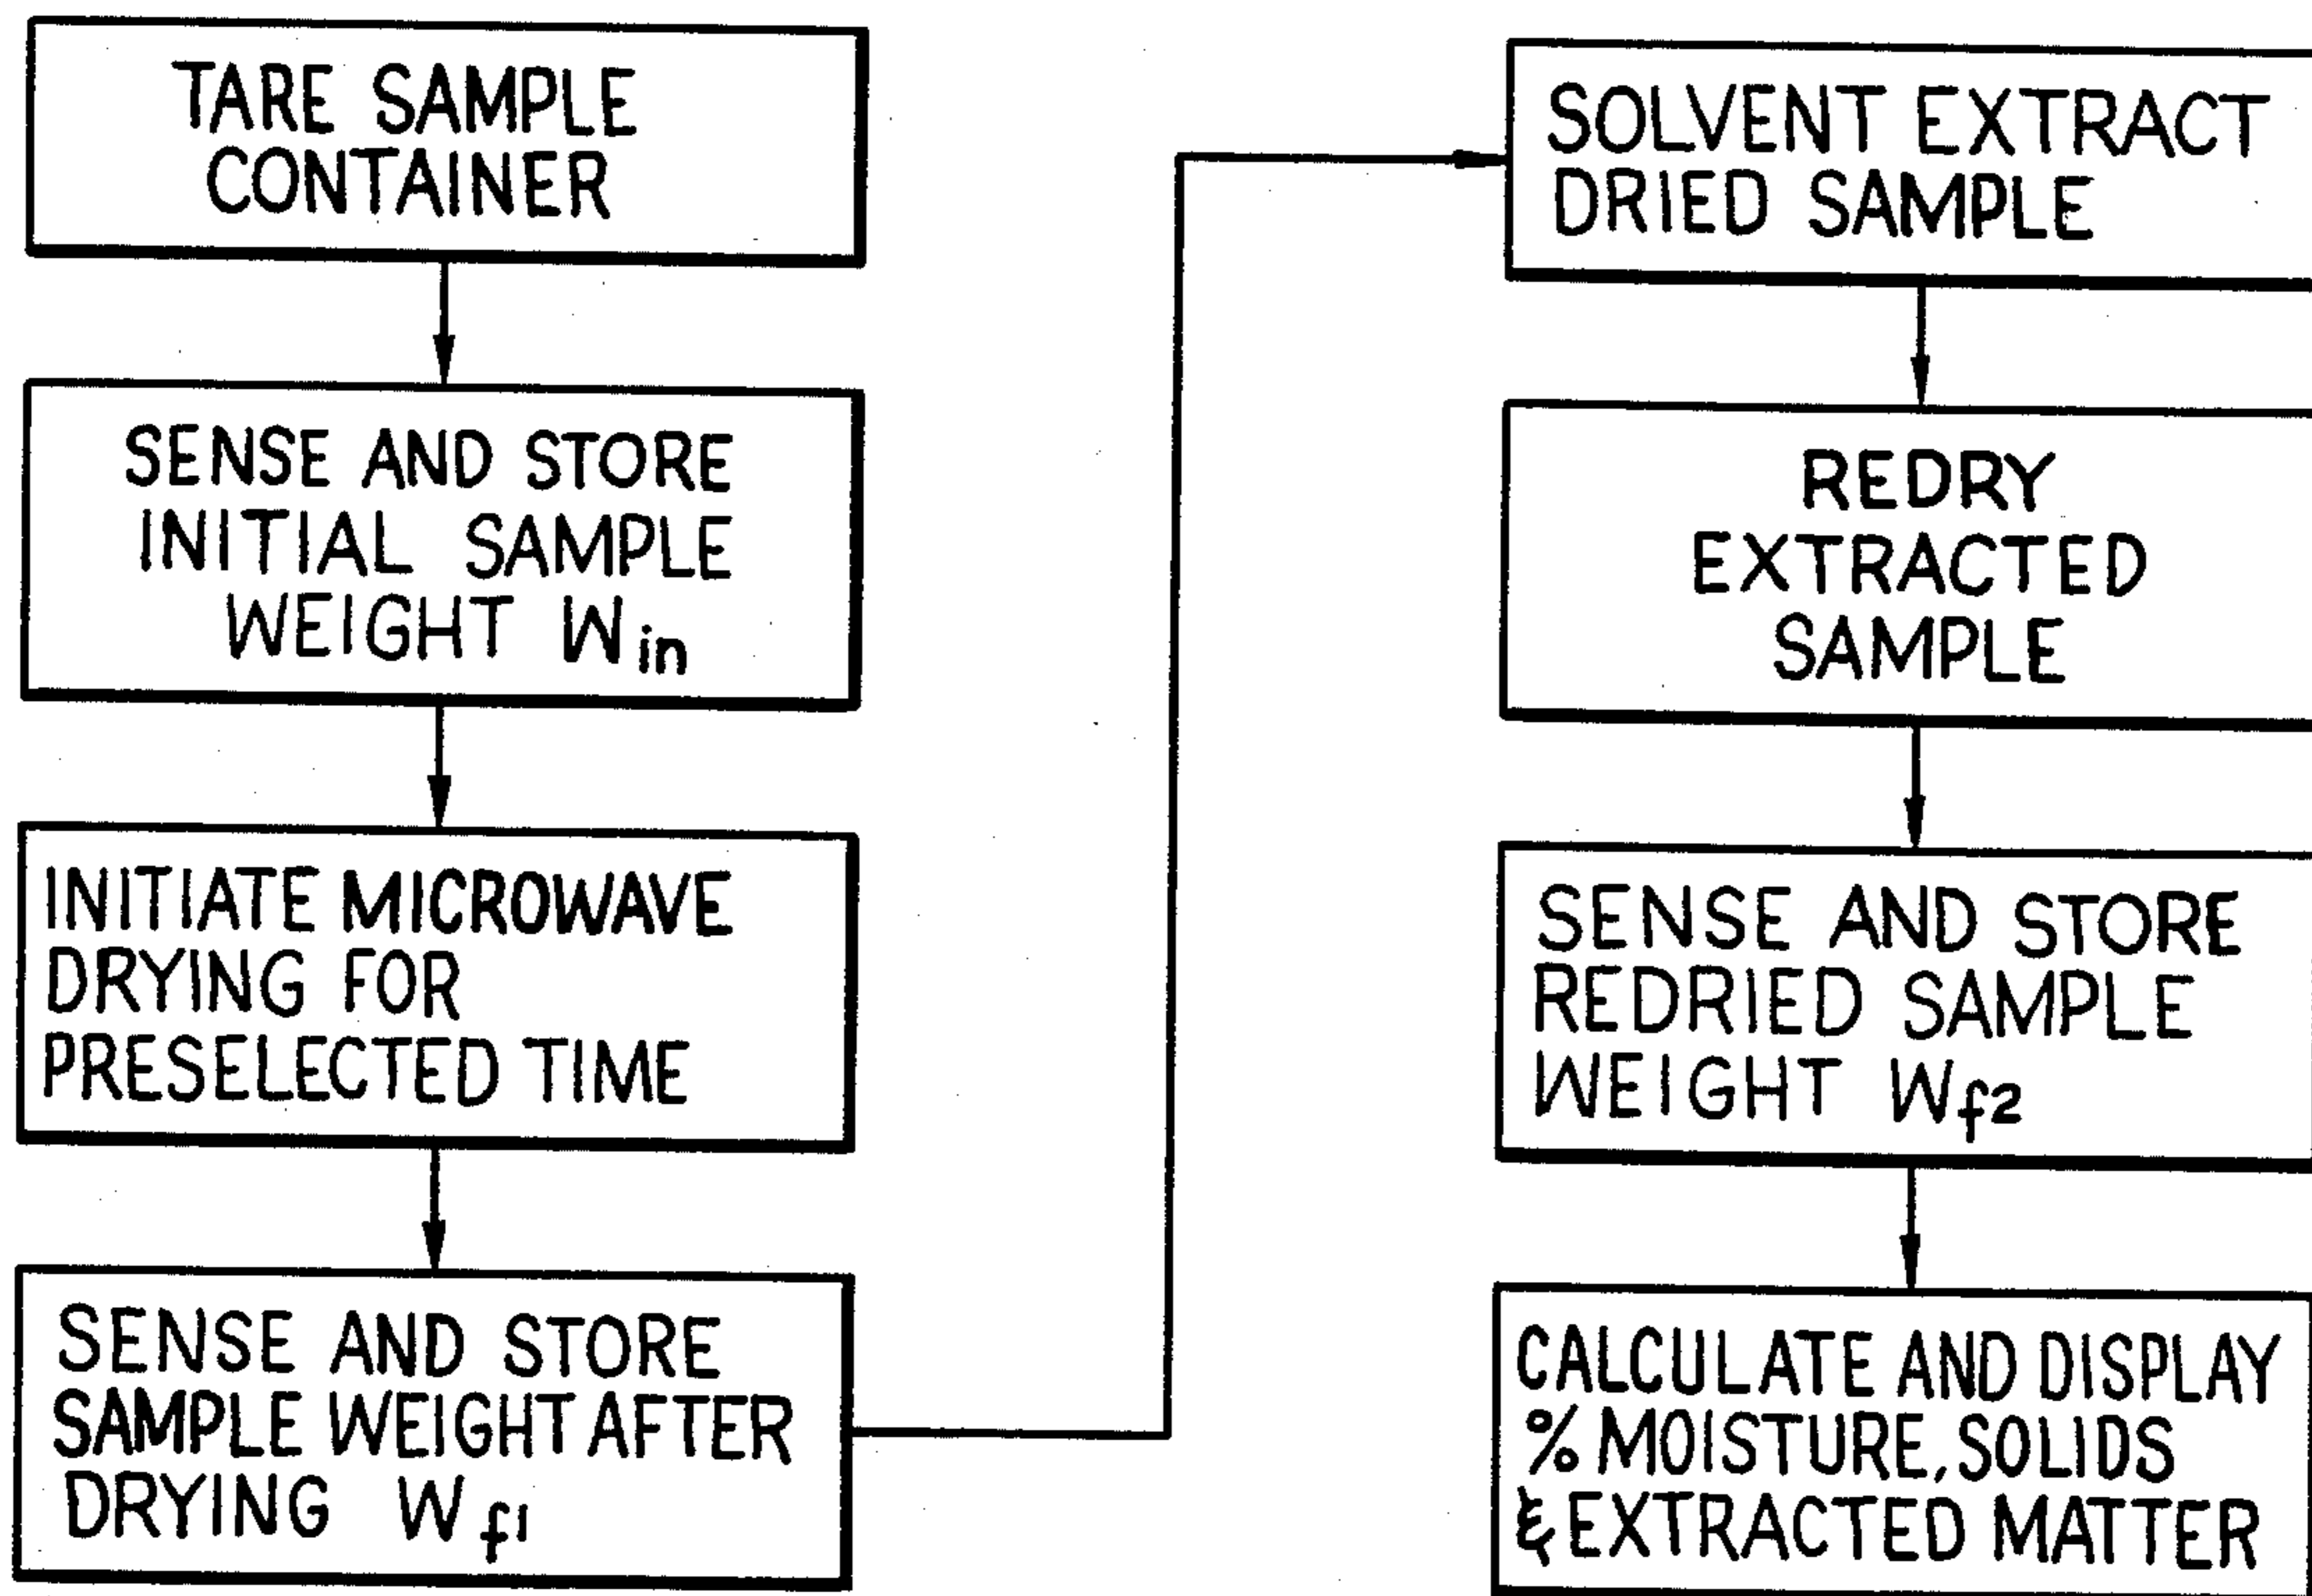 TARE SAMPLE
CONTAINER
SENSE AND STORE
INITIAL SAMPLE
WEIGHT Win
INITIATE MICROWAVE
DRYING FOR
PRESELECTED TIME
SENSE AND STORE
SAMPLE WEIGHT AFTER
DRYING Wf1
SOLVENT EXTRACT
DRIED SAMPLE
REDRY
EXTRACTED
SAMPLE
SENSE AND STORE
REDRIED SAMPLE
WEIGHT Wf2
CALCULATE AND DISPLAY
% MOISTURE, SOLIDS
& EXTRACTED MATTER